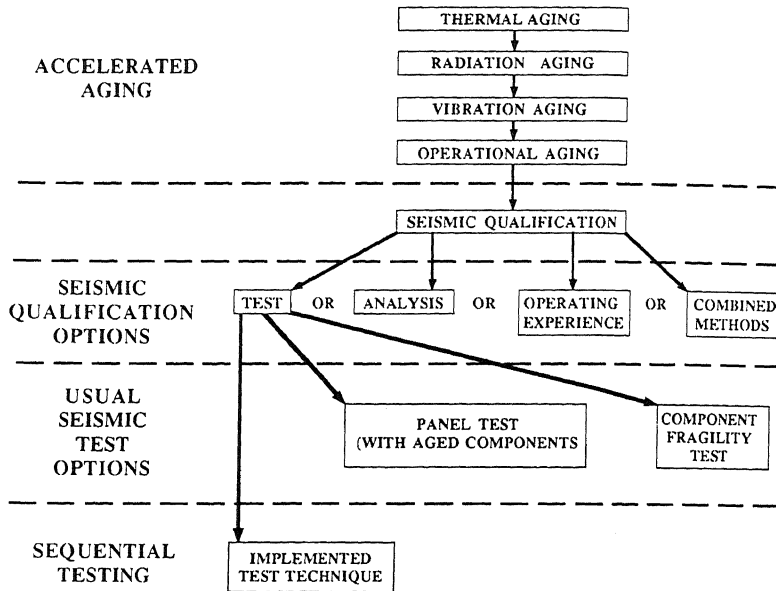 THERMAL AGING
ACCELERATED
AGING
RADIATION AGING
VIBRATION AGING
OPERATIONAL AGING
SEISMIC QUALIFICATION
SEISMIC
QUALIFICATION
OPTIONS
TEST OR ANALYSIS OR OPERATING
EXPERIENCE OR COMBINED
METHODS
USUAL
SEISMIC
TEST
OPTIONS
PANEL TEST
(WITH AGED COMPONENTS
COMPONENT
FRAGILITY
TEST
SEQUENTIAL
TESTING
IMPLEMENTED
TEST TECHNIQUE